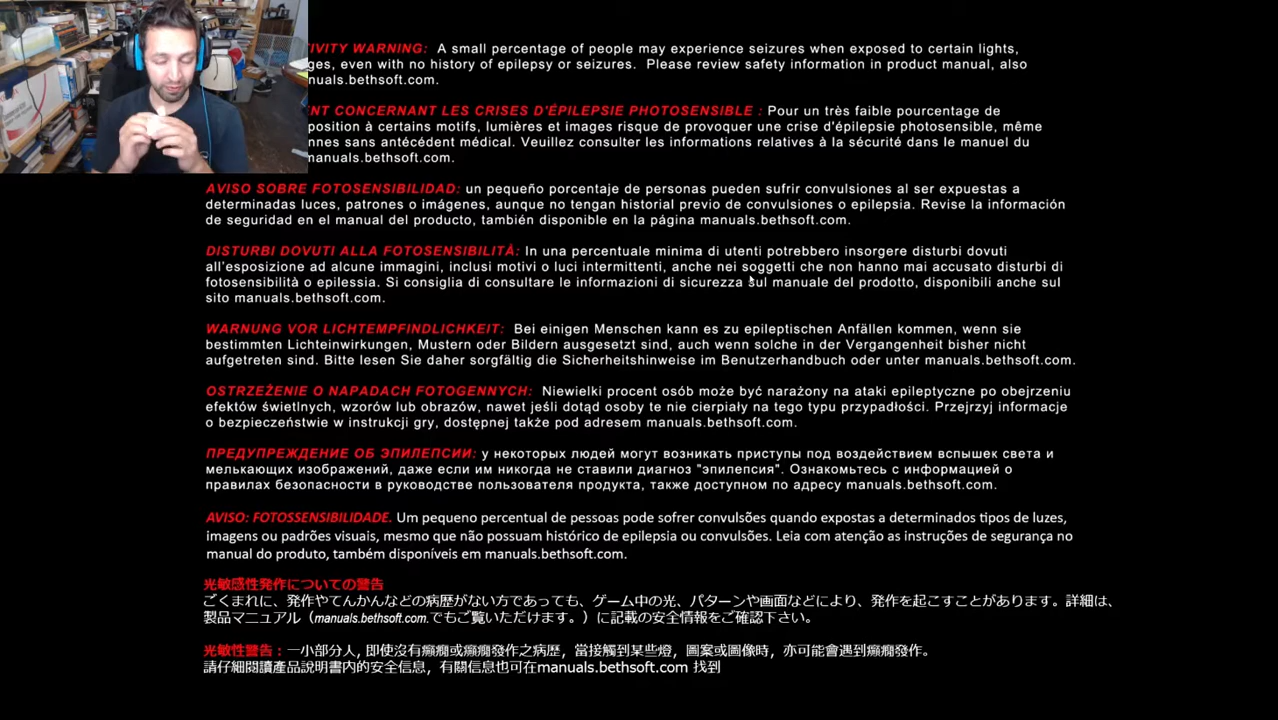 TIVITY WARNING: A small percentage of people may experience seizures when exposed to certain lights,
ges, even with no history of epilepsy or seizures. Please review safety information in product manual, also
nuals.bethsoft.com.
ENT CONCERNANT LES CRISES D'ÉPILEPSIE PHOTOSENSIBLE : Pour un très faible pourcentage de
position à certains motifs, lumières et images risque de provoquer une crise d'épilepsie photosensible, même
nnes sans antécédent médical. Veuillez consulter les informations relatives à la sécurité dans le manuel du
manuals.bethsoft.com.
AVISO SOBRE FOTOSENSIBILIDAD: un pequeño porcentaje de personas pueden sufrir convulsiones al ser expuestas a
determinadas luces, patrones o imágenes, aunque no tengan historial previo de convulsiones o epilepsia. Revise la información
de seguridad en el manual del producto, también disponible en la página manuals.bethsoft.com.
DISTURBI DOVUTI ALLA FOTOSENSIBILITÀ: In una percentuale minima di utenti potrebbero insorgere disturbi dovuti
all'esposizione ad alcune immagini, inclusi motivi o luci intermittenti, anche nei soggetti che non hanno mai accusato disturbi di
fotosensibilità o epilessia. Si consiglia di consultare le informazioni di sicurezza sul manuale del prodotto, disponibili anche sul
sito manuals.bethsoft.com.
WARNUNG VOR LICHTEMPFINDLICHKEIT: Bei einigen Menschen kann es zu epileptischen Anfällen kommen, wenn sie
bestimmten Lichteinwirkungen, Mustern oder Bildern ausgesetzt sind, auch wenn solche in der Vergangenheit bisher nicht
aufgetreten sind. Bitte lesen Sie daher sorgfältig die Sicherheitshinweise im Benutzerhandbuch oder unter manuals.bethsoft.com.
OSTRZEŻENIE O NAPADACH FOTOGENNYCH: Niewielki procent osób może być narażony na ataki epileptyczne po obejrzeniu
efektów świetlnych, wzorów lub obrazów, nawet jeśli dotąd osoby te nie cierpiały na tego typu przypadłości. Przejrzyj informacje
o bezpieczeństwie w instrukcji gry, dostępnej także pod adresem manuals.bethsoft.com.
ПРЕДУПРЕЖДЕНИЕ ОБ ЭПИЛЕПСИИ: у некоторых людей могут возникать приступы под воздействием вспышек света и
мелькающих изображений, даже если им никогда не ставили диагноз "эпилепсия". Ознакомьтесь с информацией о
правилах безопасности в руководстве пользователя продукта, также доступном по адресу manuals.bethsoft.com.
AVISO: FOTOSSENSIBILIDADE. Um pequeno percentual de pessoas pode sofrer convulsões quando expostas a determinados tipos de luzes,
imagens ou padrões visuais, mesmo que não possuam histórico de epilepsia ou convulsões. Leia com atenção as instruções de segurança no
manual do produto, também disponíveis em manuals.bethsoft.com.
光敏感性発作についての警告
ごくまれに、発作やてんかんなどの病歴がない方であっても、ゲーム中の光、パターンや画面などにより、発作を起こすことがあります。詳細は、
製品マニュアル（manuals.bethsoft.com.でもご覧いただけます。）に記載の安全情報をご確認下さい。
光敏性警告：一小部分人, 即使沒有癲癇或癲癇發作之病歷，當接觸到某些燈，圖案或圖像時，亦可能會遇到癲癇發作。
請仔細閱讀產品說明書內的安全信息，有關信息也可在manuals.bethsoft.com 找到